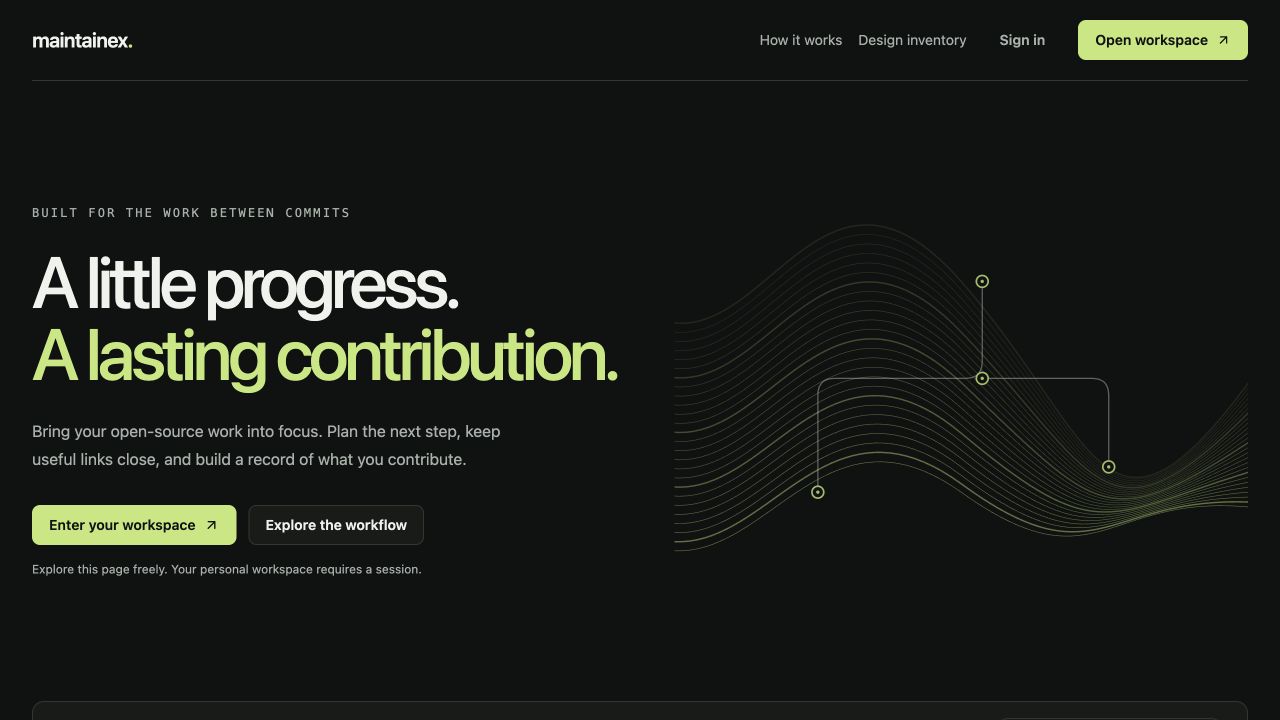 maintainex.
How it works
Design inventory
Sign in
Open workspace
BUILT FOR THE WORK BETWEEN COMMITS
A little progress.
A lasting contribution.
Bring your open-source work into focus. Plan the next step, keep
useful links close, and build a record of what you contribute.
Enter your workspace
Explore the workflow
Explore this page freely. Your personal workspace requires a session.